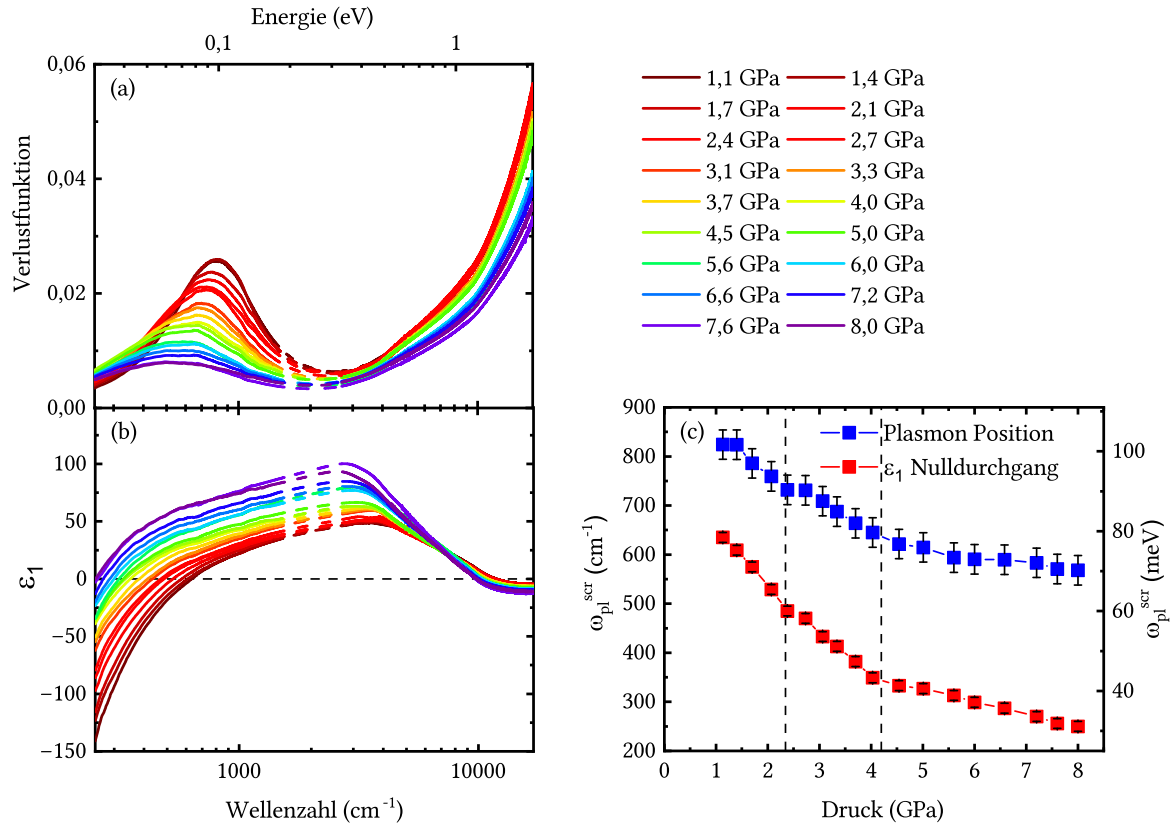 Energie (eV)
0,1 1
0,06
0,04
0,02
0,00
Verlustfunktion
(a)
1,1 GPa 1,4 GPa
1,7 GPa 2,1 GPa
2,4 GPa 2,7 GPa
3,1 GPa 3,3 GPa
3,7 GPa 4,0 GPa
4,5 GPa 5,0 GPa
5,6 GPa 6,0 GPa
6,6 GPa 7,2 GPa
7,6 GPa 8,0 GPa
(b)
100
50
0
−50
−100
−150
ε1
1000 10000
Wellenzahl (cm-1)
(c)
Plasmon Position
ε1 Nulldurchgang
900
800
700
600
500
400
300
200
ωpl scr (cm-1)
100
80
60
40
ωpl scr (meV)
0 1 2 3 4 5 6 7 8
Druck (GPa)